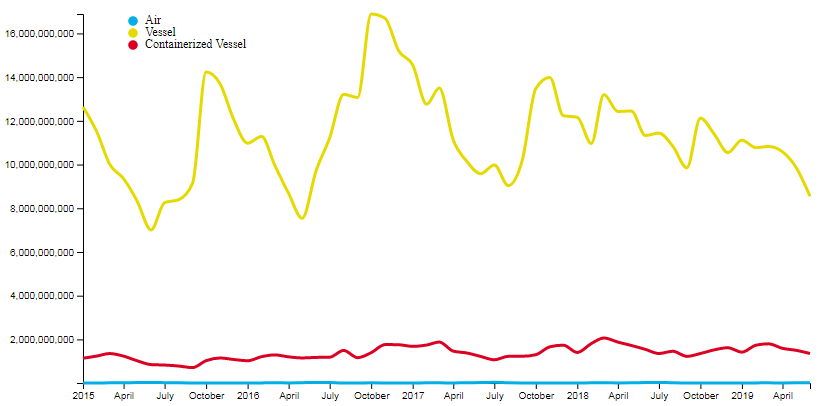 Air
Vessel
Containerized Vessel
16,000,000,000
14,000,000,000
12,000,000,000
10,000,000,000
8,000,000,000
6,000,000,000
4,000,000,000
2,000,000,000
2015 April July October 2016 April July October 2017 April July October 2018 April July October 2019 April